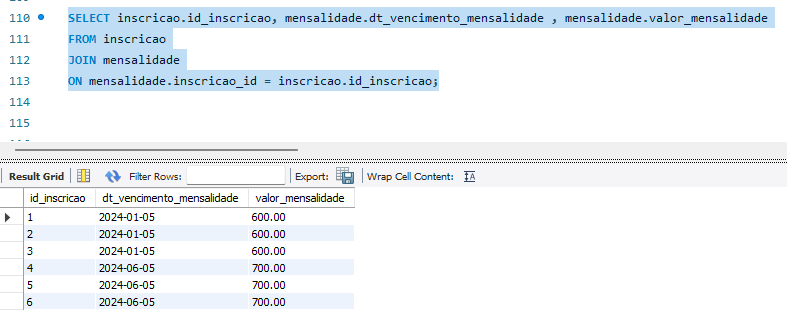 110 SELECT inscricao.id_inscricao, mensalidade.dt_vencimento_mensalidade , mensalidade.valor_mensalidade
111 FROM inscricao
112 JOIN mensalidade
113 ON mensalidade.inscricao_id = inscricao.id_inscricao;
114
115
Result Grid Filter Rows: Export: Wrap Cell Content: IA
id_inscricao dt_vencimento_mensalidade valor_mensalidade
1 2024-01-05 600.00
2 2024-01-05 600.00
3 2024-01-05 600.00
4 2024-06-05 700.00
5 2024-06-05 700.00
6 2024-06-05 700.00